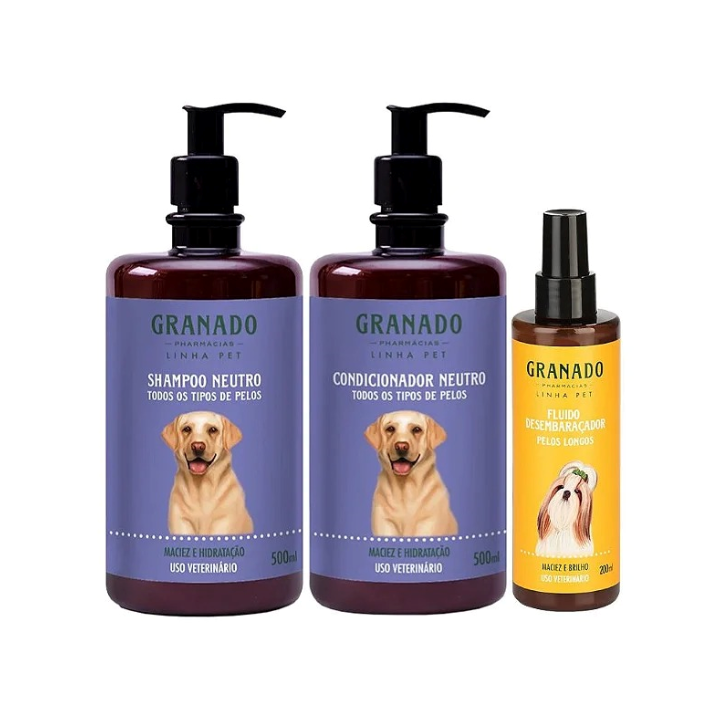 GRANADO
PHARMÁCIAS
LINHA PET
SHAMPOO NEUTRO
TODOS OS TIPOS DE PELOS
MACIEZ E HIDRATAÇÃO
USO VETERINÁRIO
500ml
GRANADO
PHARMÁCIAS
LINHA PET
CONDICIONADOR NEUTRO
TODOS OS TIPOS DE PELOS
MACIEZ E HIDRATAÇÃO
USO VETERINÁRIO
500ml
GRANADO
PHARMÁCIAS
LINHA PET
FLUIDO
DESEMBARAÇADOR
PELOS LONGOS
MACIEZ E BRILHO
USO VETERINÁRIO
200ml